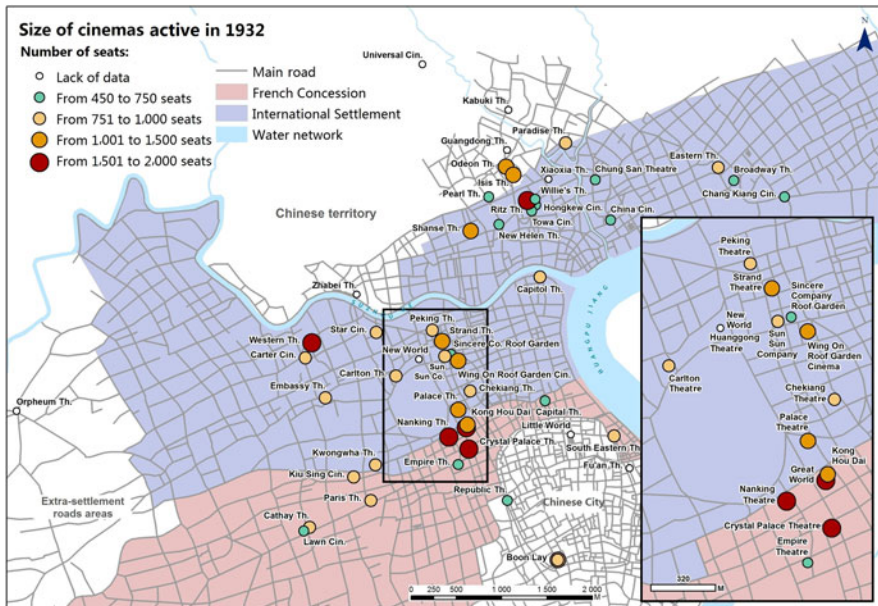 Size of cinemas active in 1932
Number of seats:
Lack of data
From 450 to 750 seats
From 751 to 1,000 seats
From 1,001 to 1,500 seats
From 1,501 to 2,000 seats
Main road
French Concession
International Settlement
Water network
N
Universal Cin.
Kabuki Th.
Paradise Th.
Guangdong Th.
Odeon Th.
Isis Th.
Xiaoxia Th.
Chung San Theatre
Eastern Th.
Broadway Th.
Pearl Th.
Willie's Th.
Chang Kiang Cin.
Ritz Th.
Hongkew Cin.
China Cin.
Towa Cin.
Chinese territory
Shanse Th.
New Helen Th.
Zhabei Th.
Capitol Th.
HUANGPU JIANG
Star Cin.
Peking Th.
Strand Th.
Western Th.
Sincere Co. Roof Garden
Carter Cin.
New World
Sun
Sun Co.
Wing On Roof Garden Cin.
Carlton Th.
Embassy Th.
Chekiang Th.
Orpheum Th.
Palace Th.
Kong Hou Dai
Capital Th.
Nanking Th.
Little World
Crystal Palace Th.
South Eastern Th.
Kwongwha Th.
Empire Th.
Fu'an Th.
Kiu Sing Cin.
Extra-settlement
roads areas
Paris Th.
Republic Th.
Chinese City
Cathay Th.
Lawn Cin.
Boon Lay
0 250 500 1 000 1 500 2 000
M
Peking
Theatre
Strand
Theatre
Sincere
Company
Roof Garden
New
World
Huanggong
Theatre
Sun
Sun
Company
Wing On
Roof Garden
Cinema
Carlton
Theatre
Chekiang
Theatre
Palace
Theatre
Kong
Hou Dai
Great
World
Nanking
Theatre
Crystal Palace Theatre
Empire
Theatre
320
M